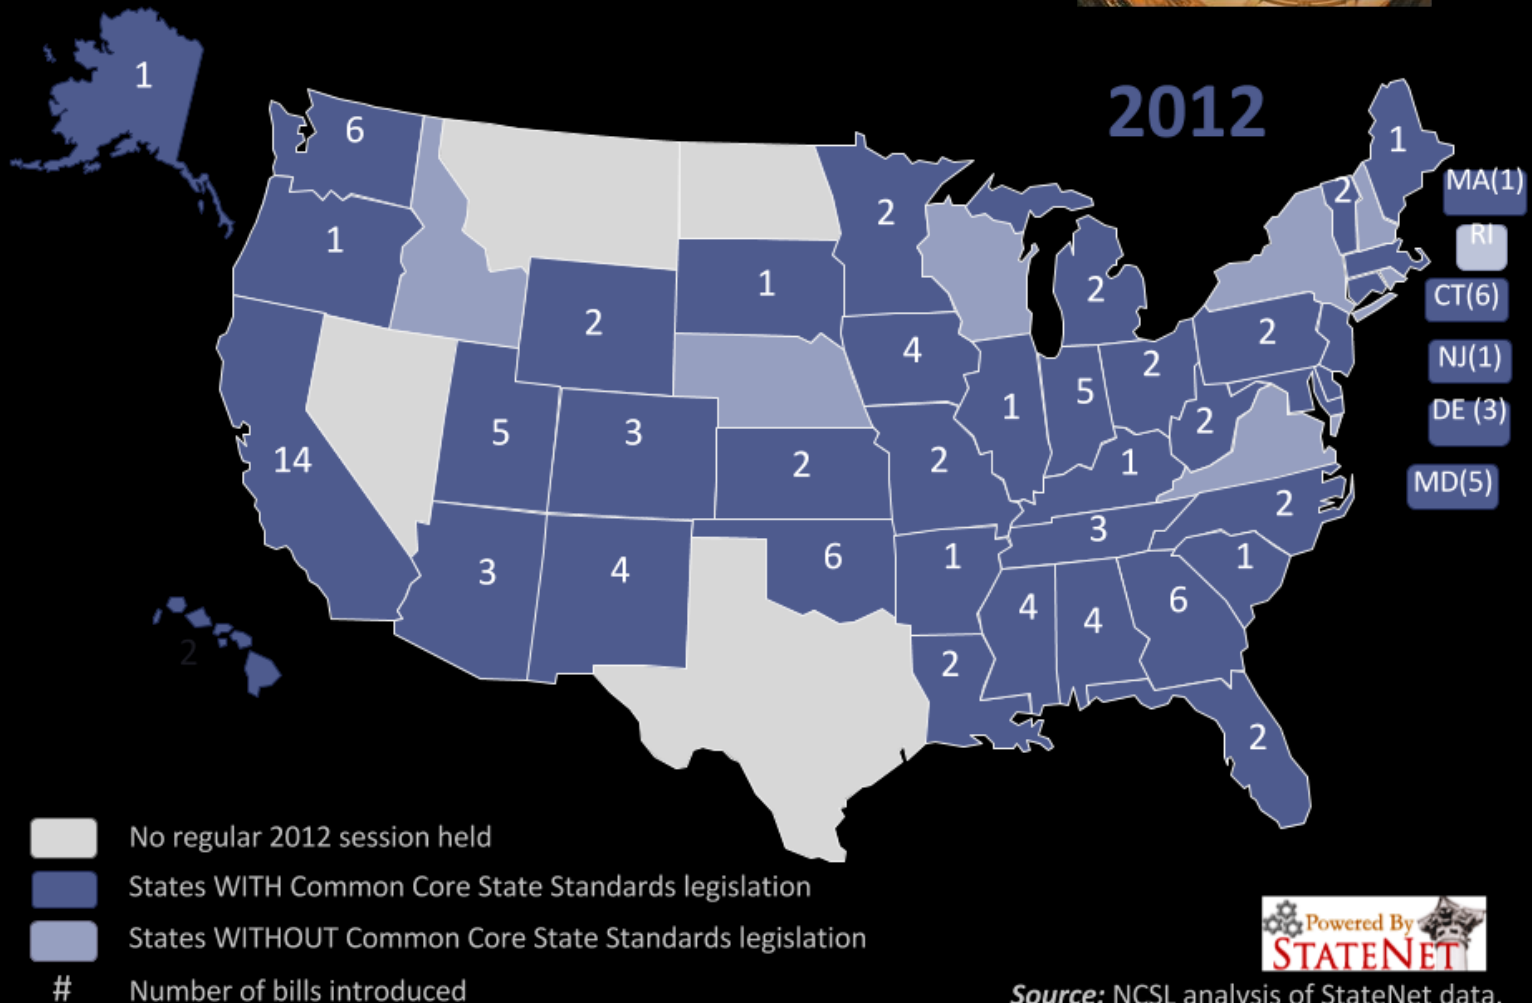 2012
1
6
1
2
1
2
2
1
MA(1)
RI
CT(6)
NJ(1)
DE (3)
MD(5)
2
4
2
2
2
1
5
2
14
5
3
2
2
1
3
2
3
4
6
1
4
4
6
1
2
2
2
No regular 2012 session held
States WITH Common Core State Standards legislation
States WITHOUT Common Core State Standards legislation
# Number of bills introduced
Powered By
STATENET
Source: NCSL analysis of StateNet data.